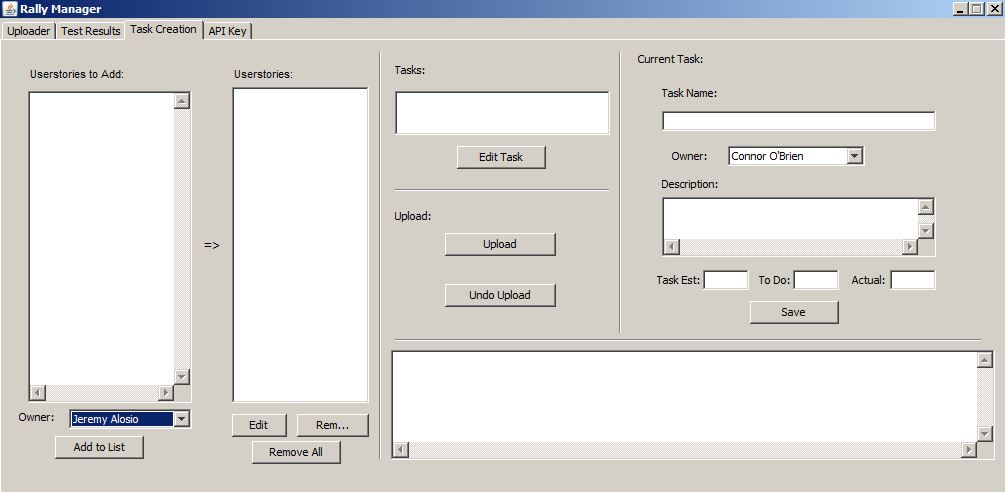 Rally Manager
Uploader
Test Results
Task Creation
API Key
Userstories to Add:
=>
Owner:
Jeremy Alosio
Add to List
Userstories:
Edit
Rem...
Remove All
Tasks:
Edit Task
Upload:
Upload
Undo Upload
Current Task:
Task Name:
Owner:
Connor O'Brien
Description:
Task Est:
To Do:
Actual:
Save